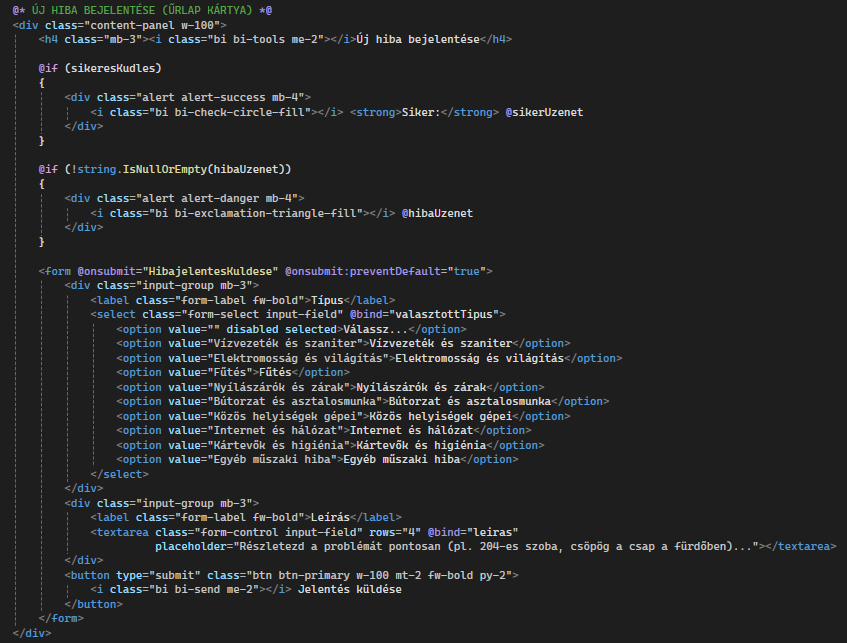 @* ÚJ HIBA BEJELENTÉSE (ŰRLAP KÁRTYA) *@
<div class="content-panel w-100">
    <h4 class="mb-3"><i class="bi bi-tools me-2"></i>Új hiba bejelentése</h4>

    @if (sikeresKudles)
    {
        <div class="alert alert-success mb-4">
            <i class="bi bi-check-circle-fill"></i> <strong>Siker:</strong> @sikerUzenet
        </div>
    }

    @if (!string.IsNullOrEmpty(hibaUzenet))
    {
        <div class="alert alert-danger mb-4">
            <i class="bi bi-exclamation-triangle-fill"></i> @hibaUzenet
        </div>
    }

    <form @onsubmit="HibajelentesKuldese" @onsubmit:preventDefault="true">
        <div class="input-group mb-3">
            <label class="form-label fw-bold">Típus</label>
            <select class="form-select input-field" @bind="valasztottTipus">
                <option value="" disabled selected>Válassz...</option>
                <option value="Vízvezeték és szaniter">Vízvezeték és szaniter</option>
                <option value="Elektromosság és világítás">Elektromosság és világítás</option>
                <option value="Fűtés">Fűtés</option>
                <option value="Nyílászárók és zárak">Nyílászárók és zárak</option>
                <option value="Bútorzat és asztalosmunka">Bútorzat és asztalosmunka</option>
                <option value="Közös helyiségek gépei">Közös helyiségek gépei</option>
                <option value="Internet és hálózat">Internet és hálózat</option>
                <option value="Kártevők és higiénia">Kártevők és higiénia</option>
                <option value="Egyéb műszaki hiba">Egyéb műszaki hiba</option>
            </select>
        </div>
        <div class="input-group mb-3">
            <label class="form-label fw-bold">Leírás</label>
            <textarea class="form-control input-field" rows="4" @bind="leiras"
                      placeholder="Részletezd a problémát pontosan (pl. 204-es szoba, csöpög a csap a fürdőben)..."></textarea>
        </div>
        <button type="submit" class="btn btn-primary w-100 mt-2 fw-bold py-2">
            <i class="bi bi-send me-2"></i> Jelentés küldése
        </button>
    </form>
</div>